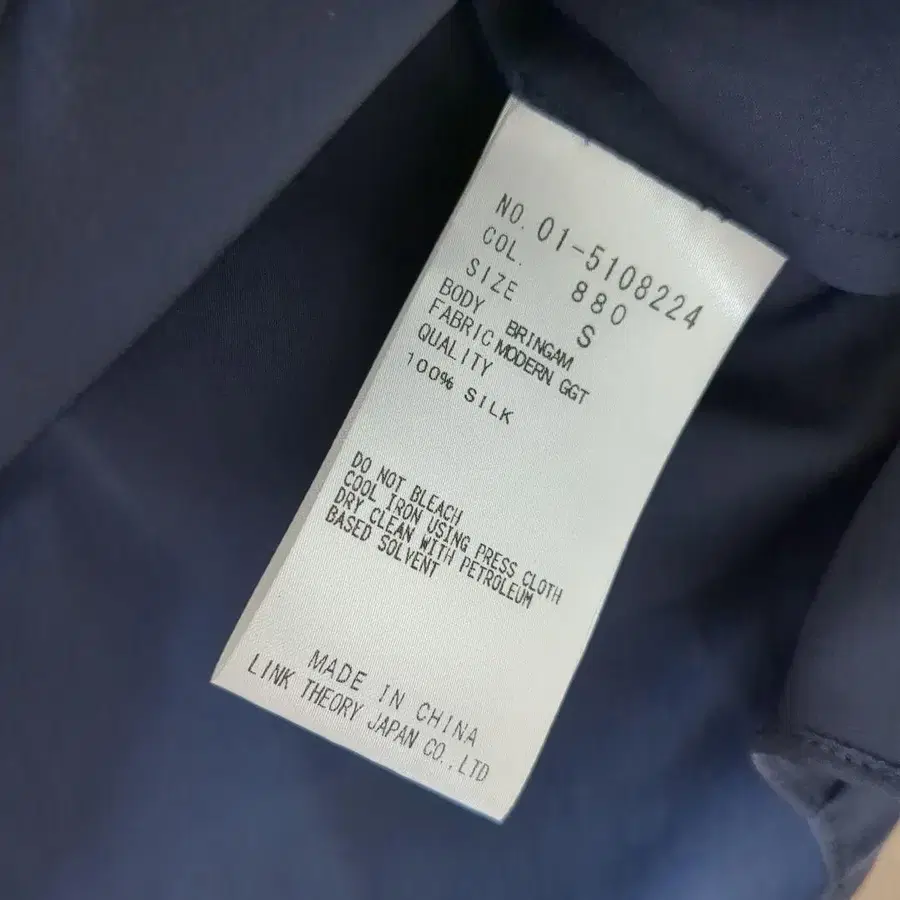 NO. 01-5108224
COL. 880
SIZE S
BODY BRINGAM
FABRIC MODERN GGT
QUALITY
100% SILK
DO NOT BLEACH
COOL IRON USING PRESS CLOTH
DRY CLEAN WITH PETROLEUM
BASED SOLVENT
MADE IN CHINA
LINK THEORY JAPAN CO.,LTD